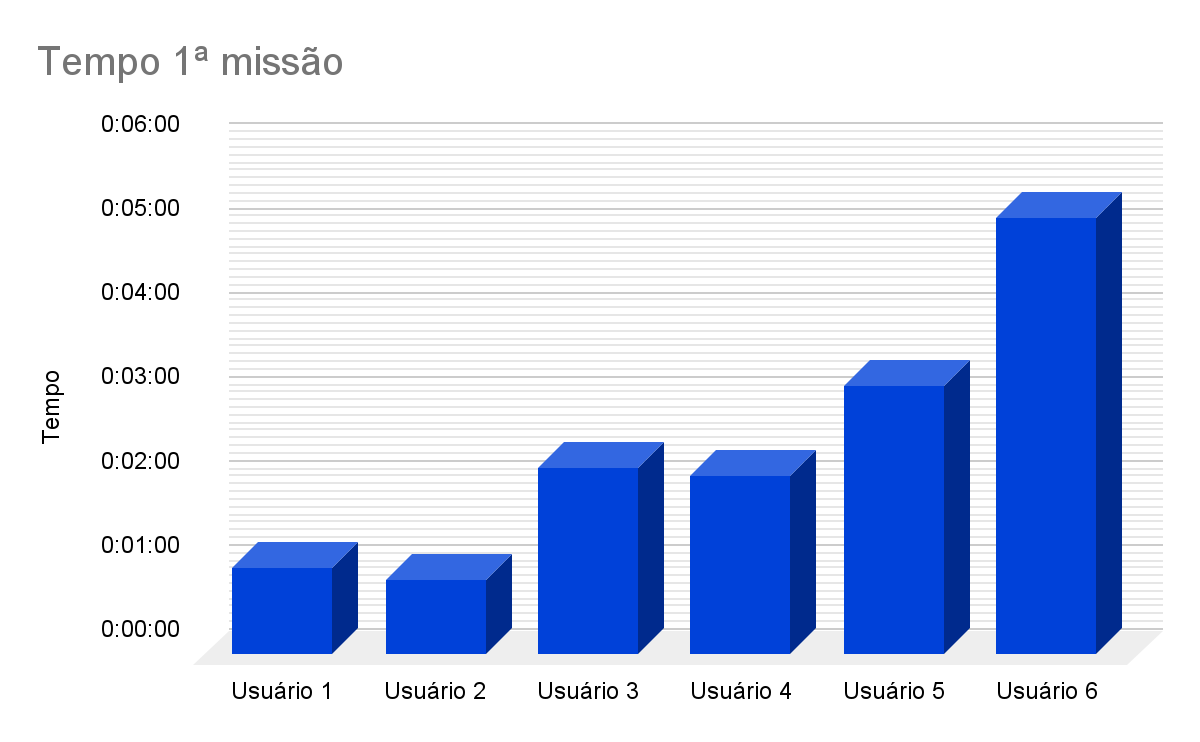 Tempo 1ª missão
0:06:00
0:05:00
0:04:00
0:03:00
0:02:00
0:01:00
0:00:00
Tempo
Usuário 1
Usuário 2
Usuário 3
Usuário 4
Usuário 5
Usuário 6